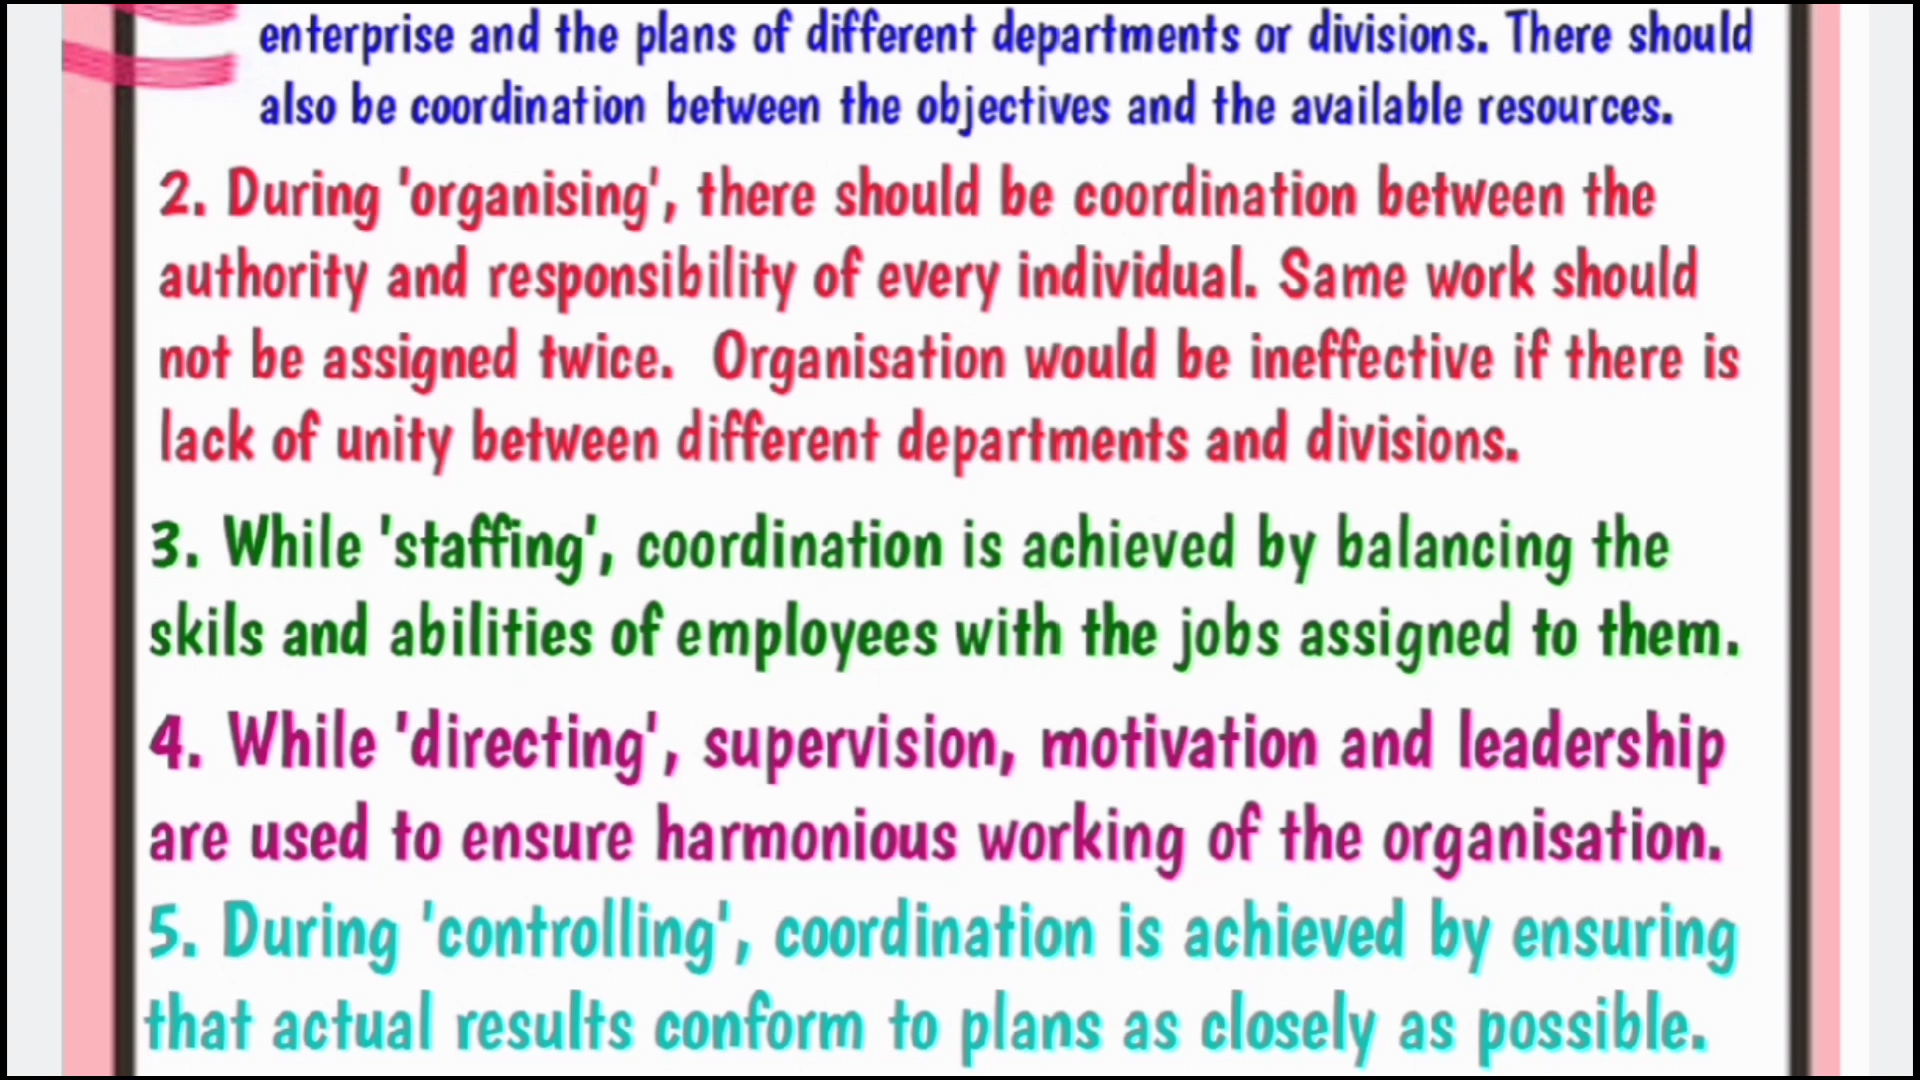 enterprise and the plans of different departments or divisions. There should
also be coordination between the objectives and the available resources.
2. During 'organising', there should be coordination between the
authority and responsibility of every individual. Same work should
not be assigned twice. Organisation would be ineffective if there is
lack of unity between different departments and divisions.
3. While 'staffing', coordination is achieved by balancing the
skils and abilities of employees with the jobs assigned to them.
4. While 'directing', supervision, motivation and leadership
are used to ensure harmonious working of the organisation.
5. During 'controlling', coordination is achieved by ensuring
that actual results conform to plans as closely as possible.